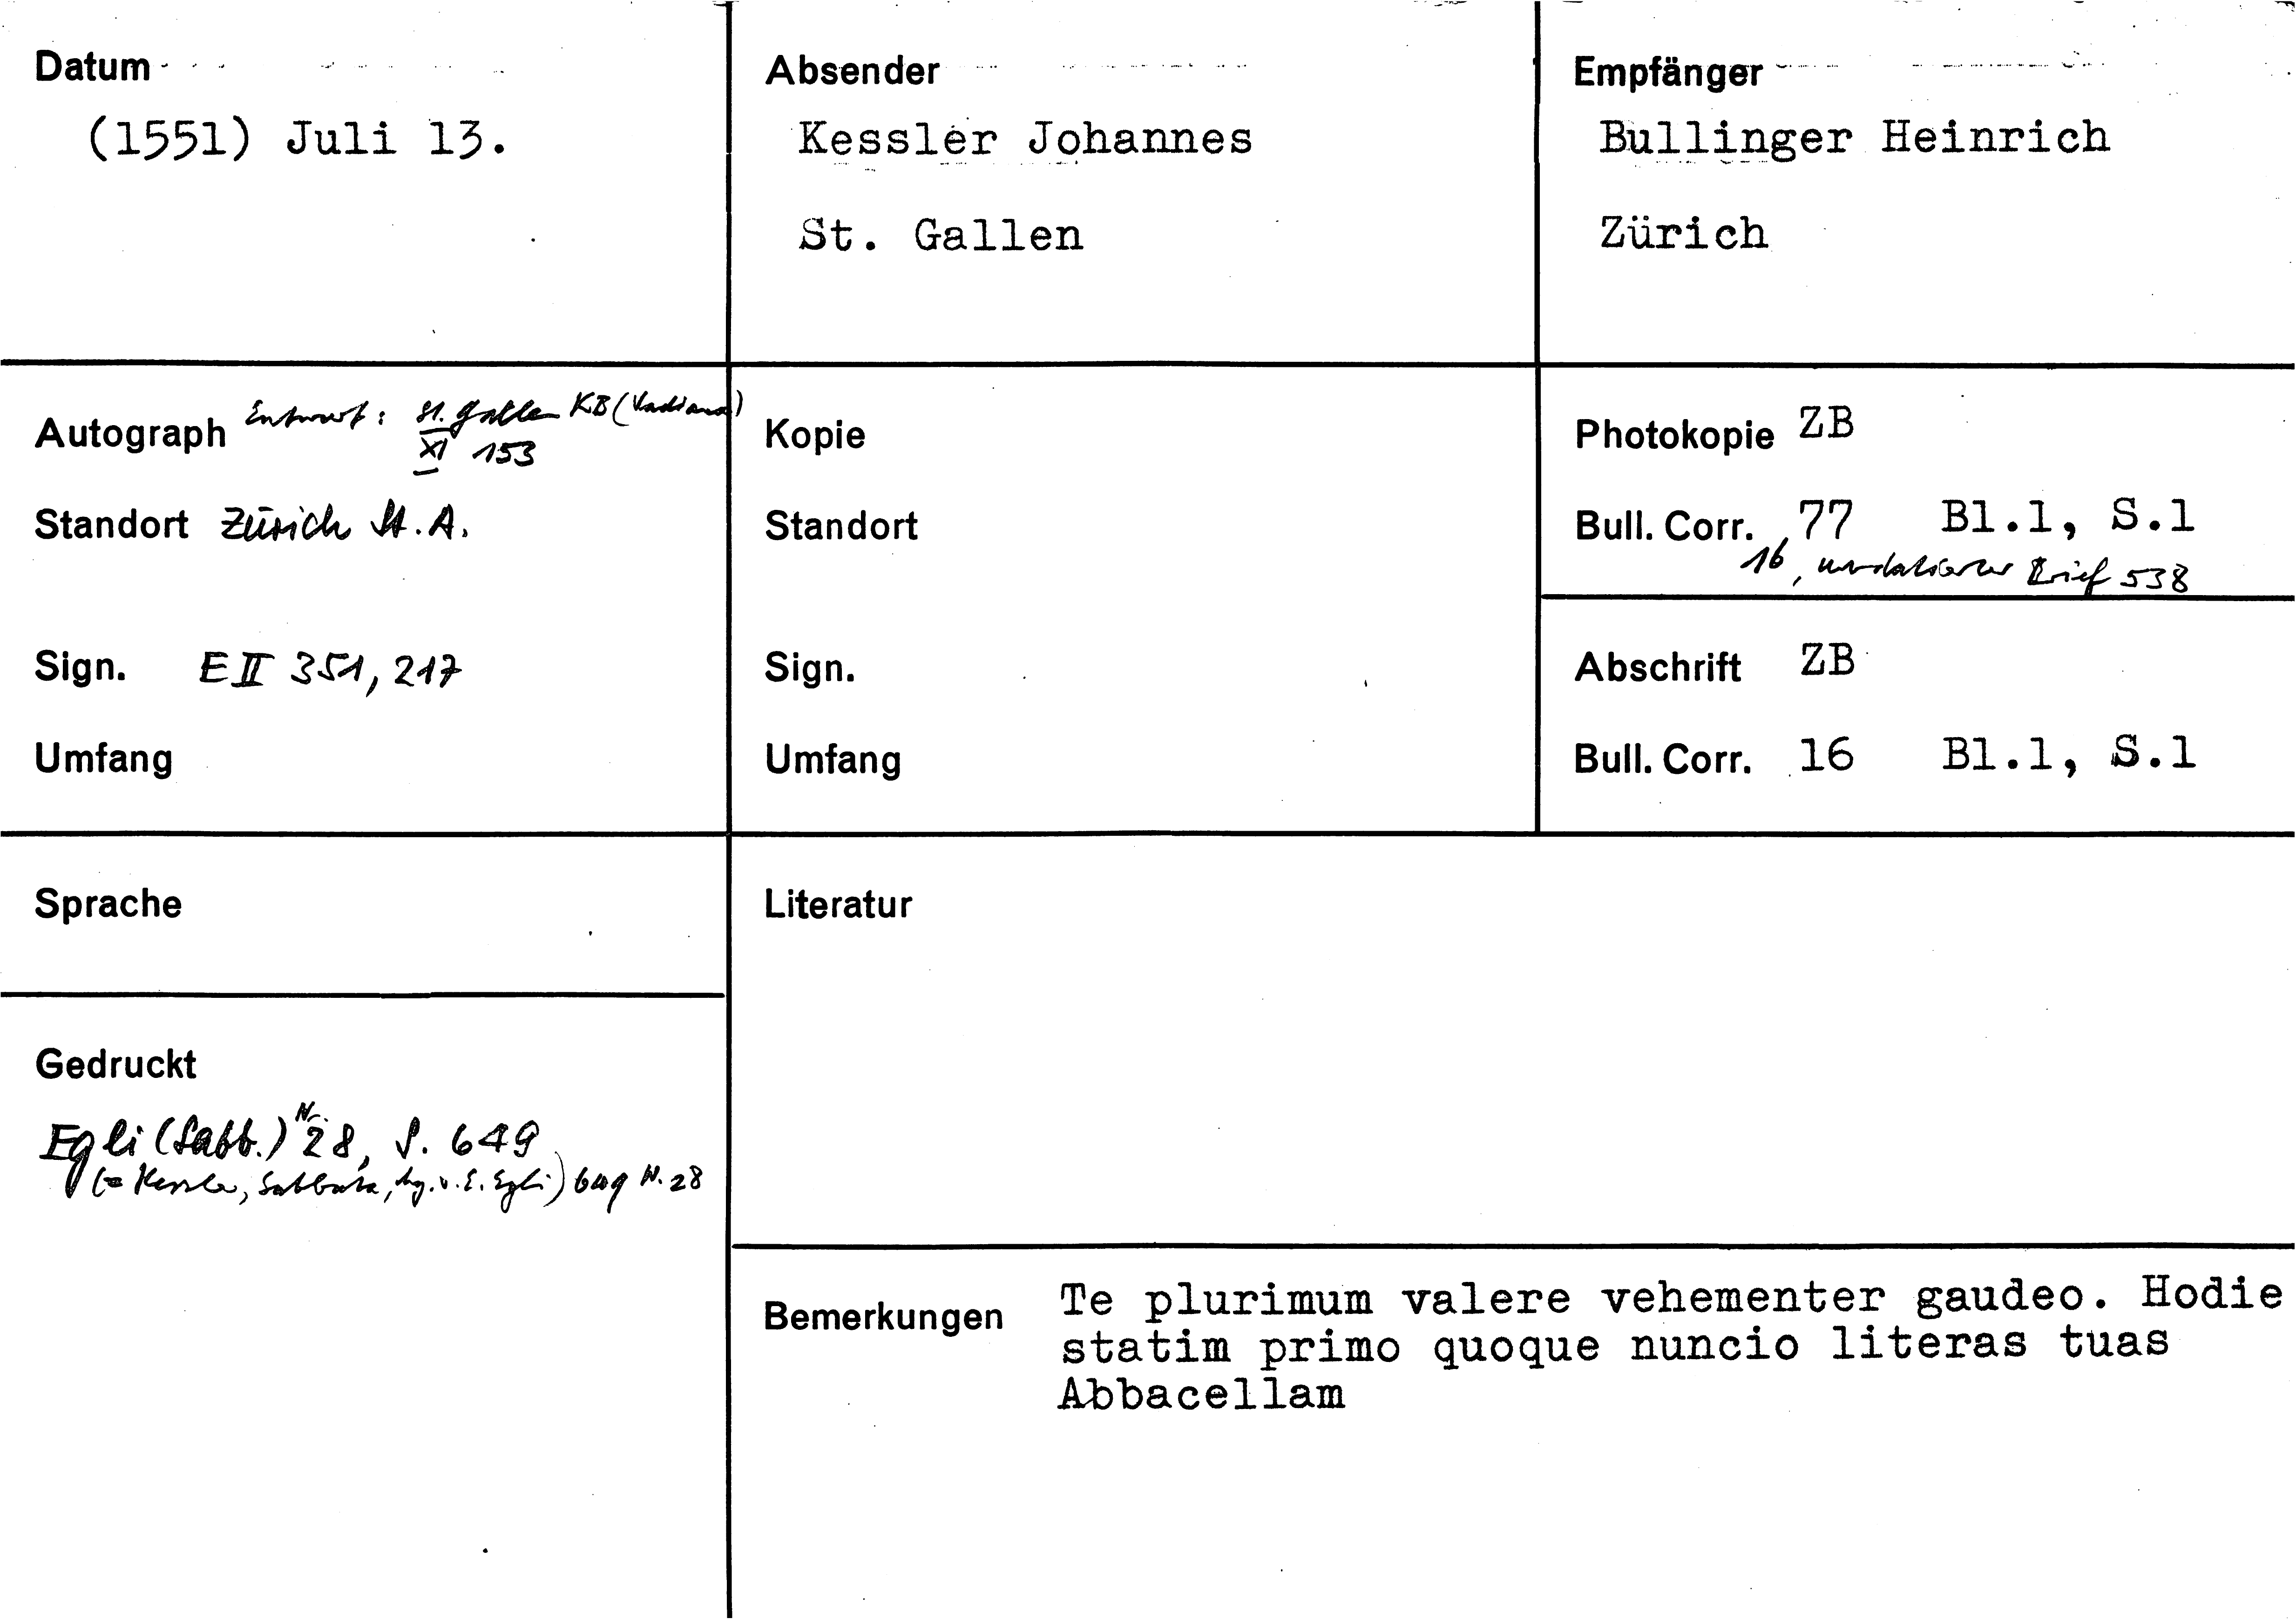 Datum
(1551) Juli 13.
Absender
Kessler Johannes
St. Gallen
Empfänger
Bullinger Heinrich
Zürich
Autograph Entwurf: St. Gallen KB (Vadiana)
XI 153
Standort Zürich St. A.
Sign. E II 351, 217
Umfang
Kopie
Standort
Sign.
Umfang
Photokopie ZB
Bull. Corr. 77 Bl.1, S.1
16, undatierter Brief 538
Abschrift ZB
Bull. Corr. 16 Bl.1, S.1
Sprache
Literatur
Gedruckt
Egli (Sabb.) N. 28, S. 649
(= Kessler, Sabbata, hg. v. E. Egli) 649 N. 28
Bemerkungen Te plurimum valere vehementer gaudeo. Hodie
statim primo quoque nuncio literas tuas
Abbacellam